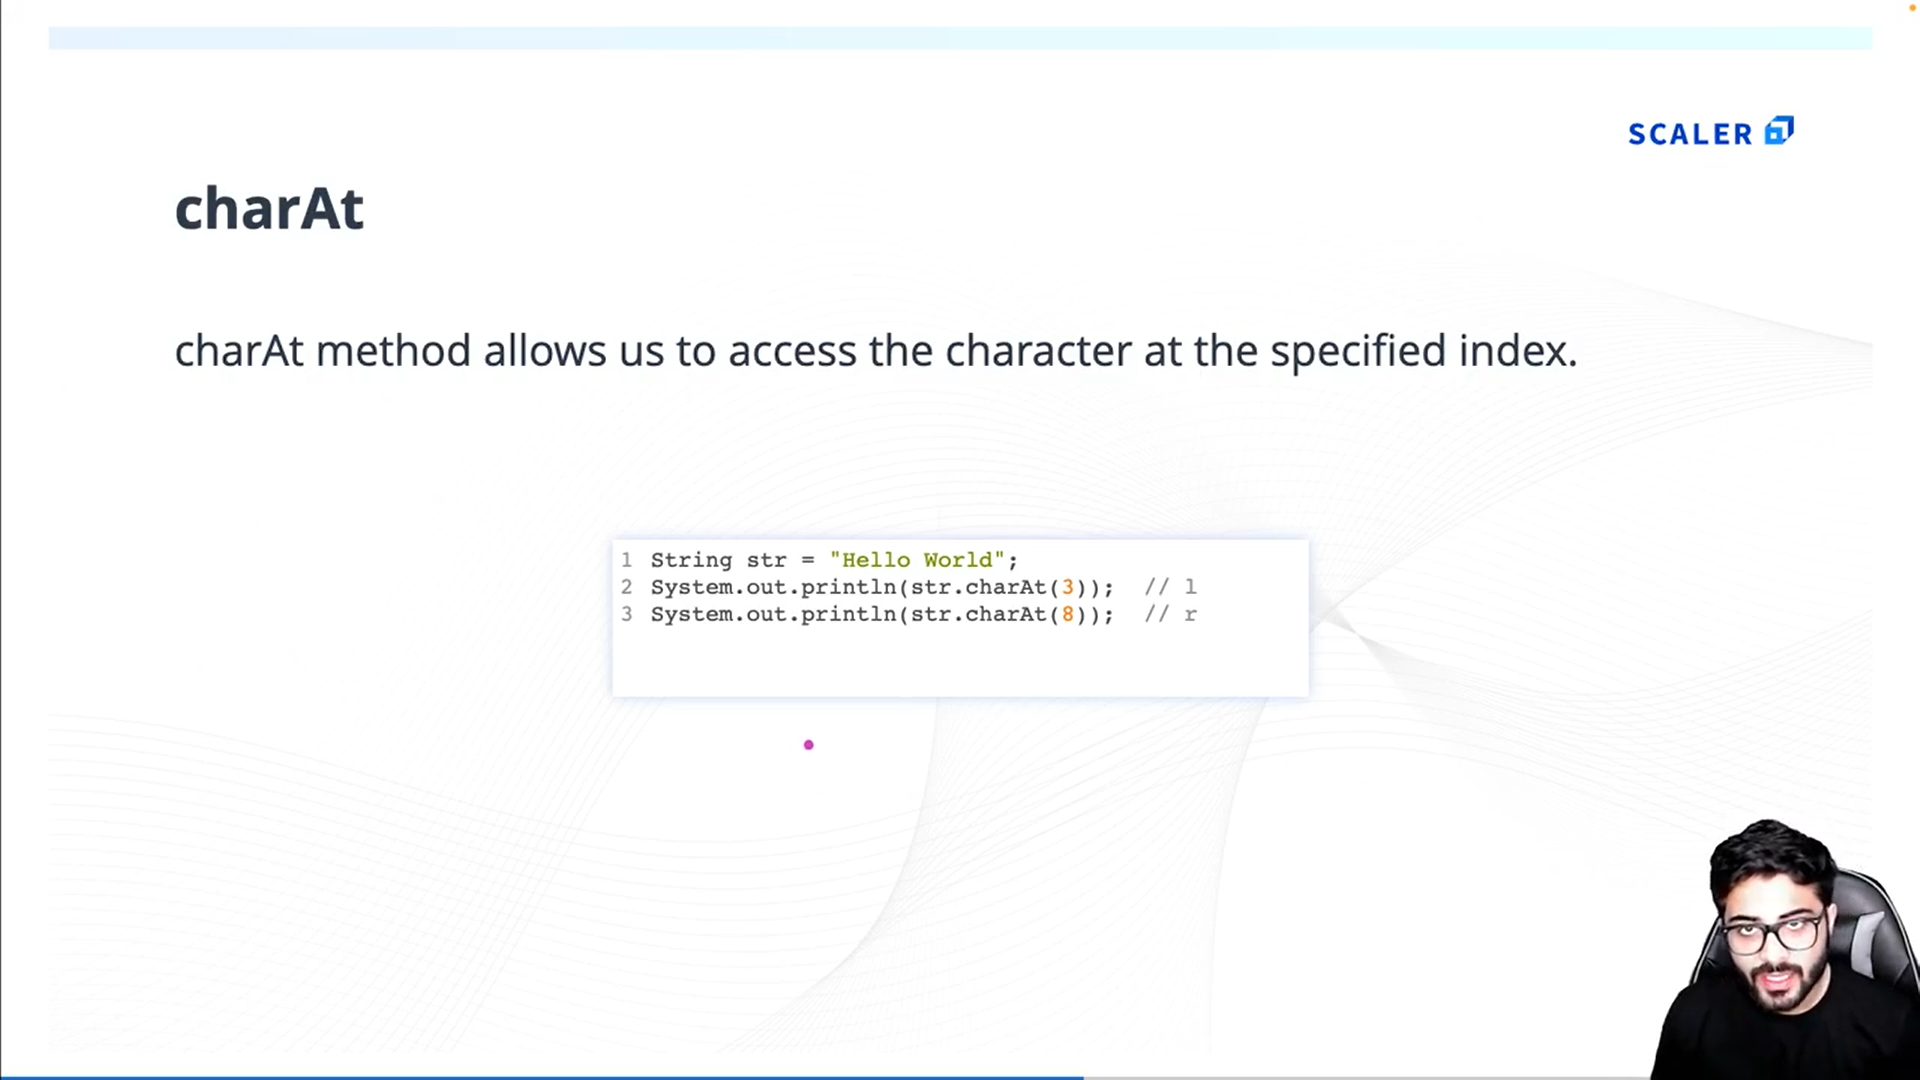 SCALER
charAt
charAt method allows us to access the character at the specified index.
1 String str = "Hello World";
2 System.out.println(str.charAt(3));  // l
3 System.out.println(str.charAt(8));  // r